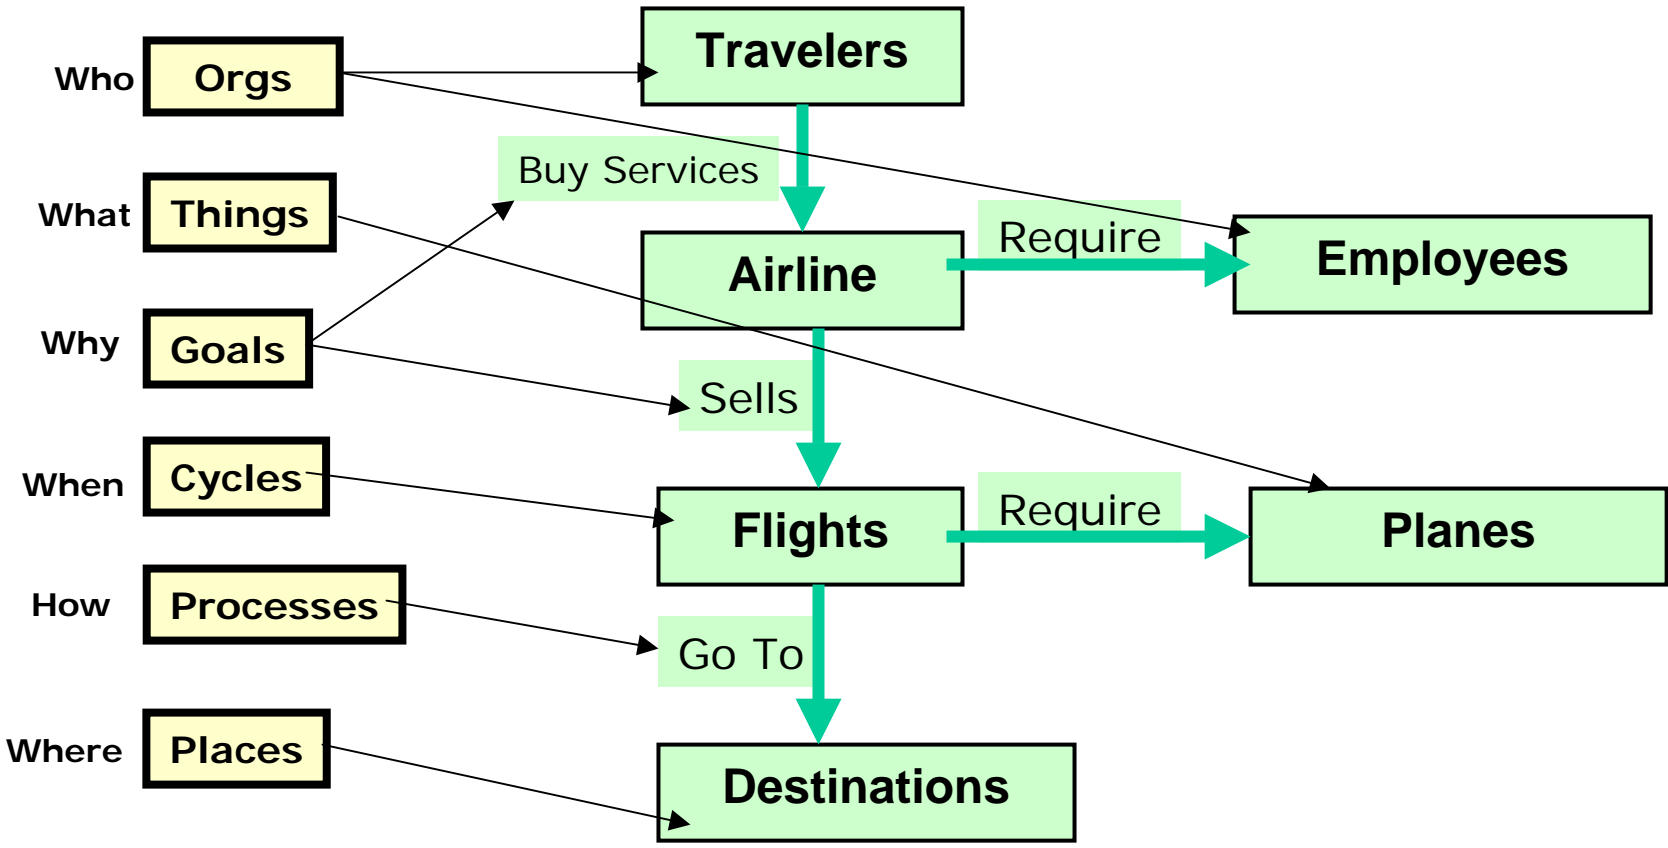 Travelers
Who
Orgs
Buy Services
What
Things
Require
Airline
Employees
Why
Goals
Sells
When
Cycles
Flights
Require
Planes
How
Processes
Go To
Where
Places
Destinations